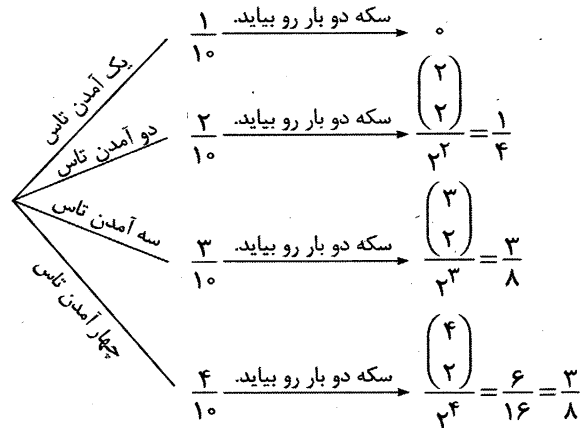 یک آمدن تاس ۱/۱۰ سکه دو بار رو بیاید. ۰
دو آمدن تاس ۲/۱۰ سکه دو بار رو بیاید. (۲ ۲)/۲^۲ = ۱/۴
سه آمدن تاس ۳/۱۰ سکه دو بار رو بیاید. (۳ ۲)/۲^۳ = ۳/۸
چهار آمدن تاس ۴/۱۰ سکه دو بار رو بیاید. (۴ ۲)/۲^۴ = ۶/۱۶ = ۳/۸